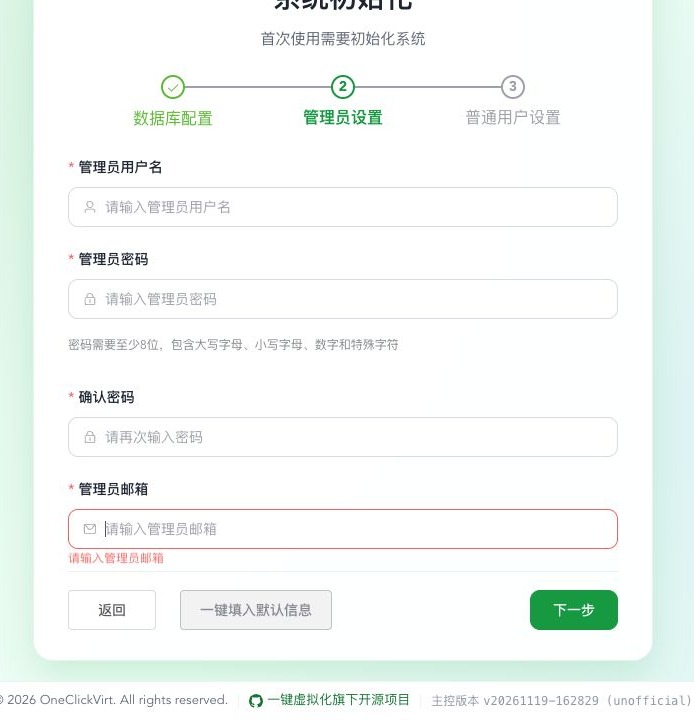 系统初始化
首次使用需要初始化系统
2 3
数据库配置 管理员设置 普通用户设置
* 管理员用户名
请输入管理员用户名
* 管理员密码
请输入管理员密码
密码需要至少8位，包含大写字母、小写字母、数字和特殊字符
* 确认密码
请再次输入密码
* 管理员邮箱
请输入管理员邮箱
请输入管理员邮箱
返回 一键填入默认信息 下一步
© 2026 OneClickVirt. All rights reserved. 一键虚拟化旗下开源项目 主控版本 v20261119-162829 (unofficial)